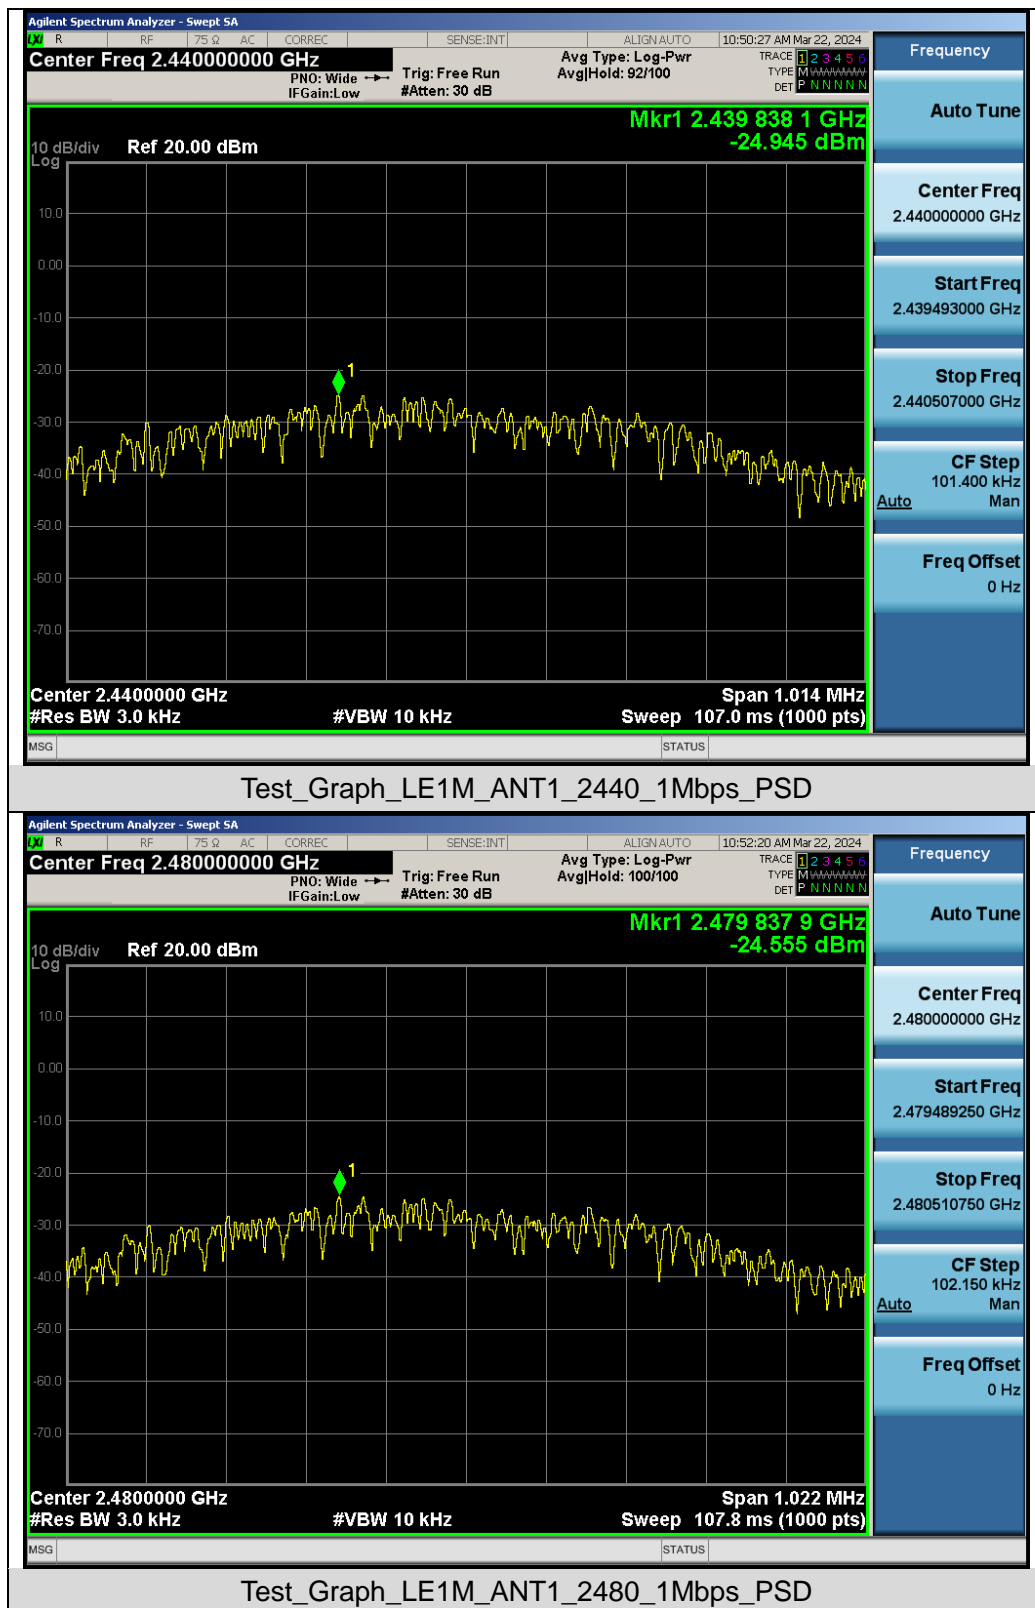 Agilent Spectrum Analyzer - Swept SA
LXI R RF 75 Ω AC CORREC SENSE:INT ALIGN AUTO 10:50:27 AM Mar 22, 2024
Center Freq 2.440000000 GHz
PNO: Wide
IFGain:Low
Trig: Free Run
#Atten: 30 dB
Avg Type: Log-Pwr
Avg|Hold: 92/100
TRACE 1 2 3 4 5 6
TYPE M
DET P N N N N N
Mkr1 2.439 838 1 GHz
-24.945 dBm
10 dB/div Ref 20.00 dBm
Log
10.0
0.00
-10.0
-20.0
-30.0
-40.0
-50.0
-60.0
-70.0
1
Center 2.4400000 GHz Span 1.014 MHz
#Res BW 3.0 kHz #VBW 10 kHz Sweep 107.0 ms (1000 pts)
MSG STATUS
Frequency
Auto Tune
Center Freq
2.440000000 GHz
Start Freq
2.439493000 GHz
Stop Freq
2.440507000 GHz
CF Step
101.400 kHz
Auto Man
Freq Offset
0 Hz
Test_Graph_LE1M_ANT1_2440_1Mbps_PSD
Agilent Spectrum Analyzer - Swept SA
LXI R RF 75 Ω AC CORREC SENSE:INT ALIGN AUTO 10:52:20 AM Mar 22, 2024
Center Freq 2.480000000 GHz
PNO: Wide
IFGain:Low
Trig: Free Run
#Atten: 30 dB
Avg Type: Log-Pwr
Avg|Hold: 100/100
TRACE 1 2 3 4 5 6
TYPE M
DET P N N N N N
Mkr1 2.479 837 9 GHz
-24.555 dBm
10 dB/div Ref 20.00 dBm
Log
10.0
0.00
-10.0
-20.0
-30.0
-40.0
-50.0
-60.0
-70.0
1
Center 2.4800000 GHz Span 1.022 MHz
#Res BW 3.0 kHz #VBW 10 kHz Sweep 107.8 ms (1000 pts)
MSG STATUS
Frequency
Auto Tune
Center Freq
2.480000000 GHz
Start Freq
2.479489250 GHz
Stop Freq
2.480510750 GHz
CF Step
102.150 kHz
Auto Man
Freq Offset
0 Hz
Test_Graph_LE1M_ANT1_2480_1Mbps_PSD